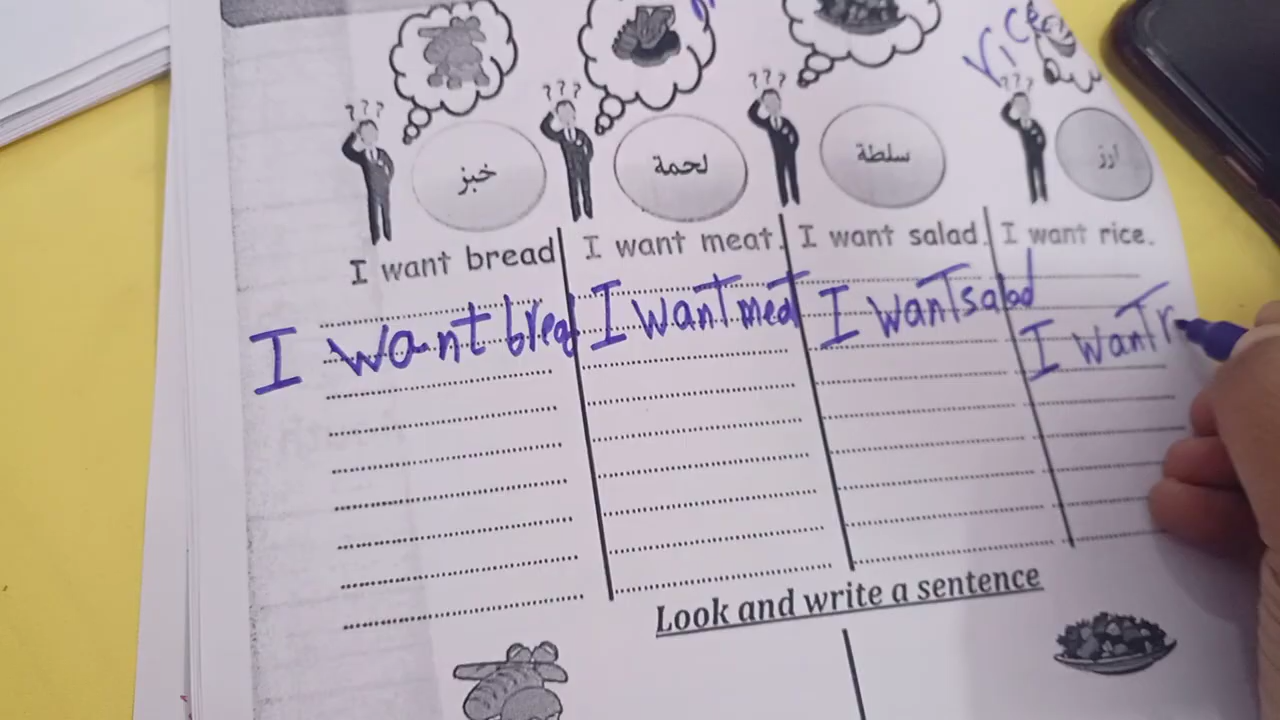 ???
???
???
???
خبز
لحمة
سلطة
ارز
I want bread
I want meat.
I want salad.
I want rice.
I want bread
I want meat
I want salad
I want r
Look and write a sentence